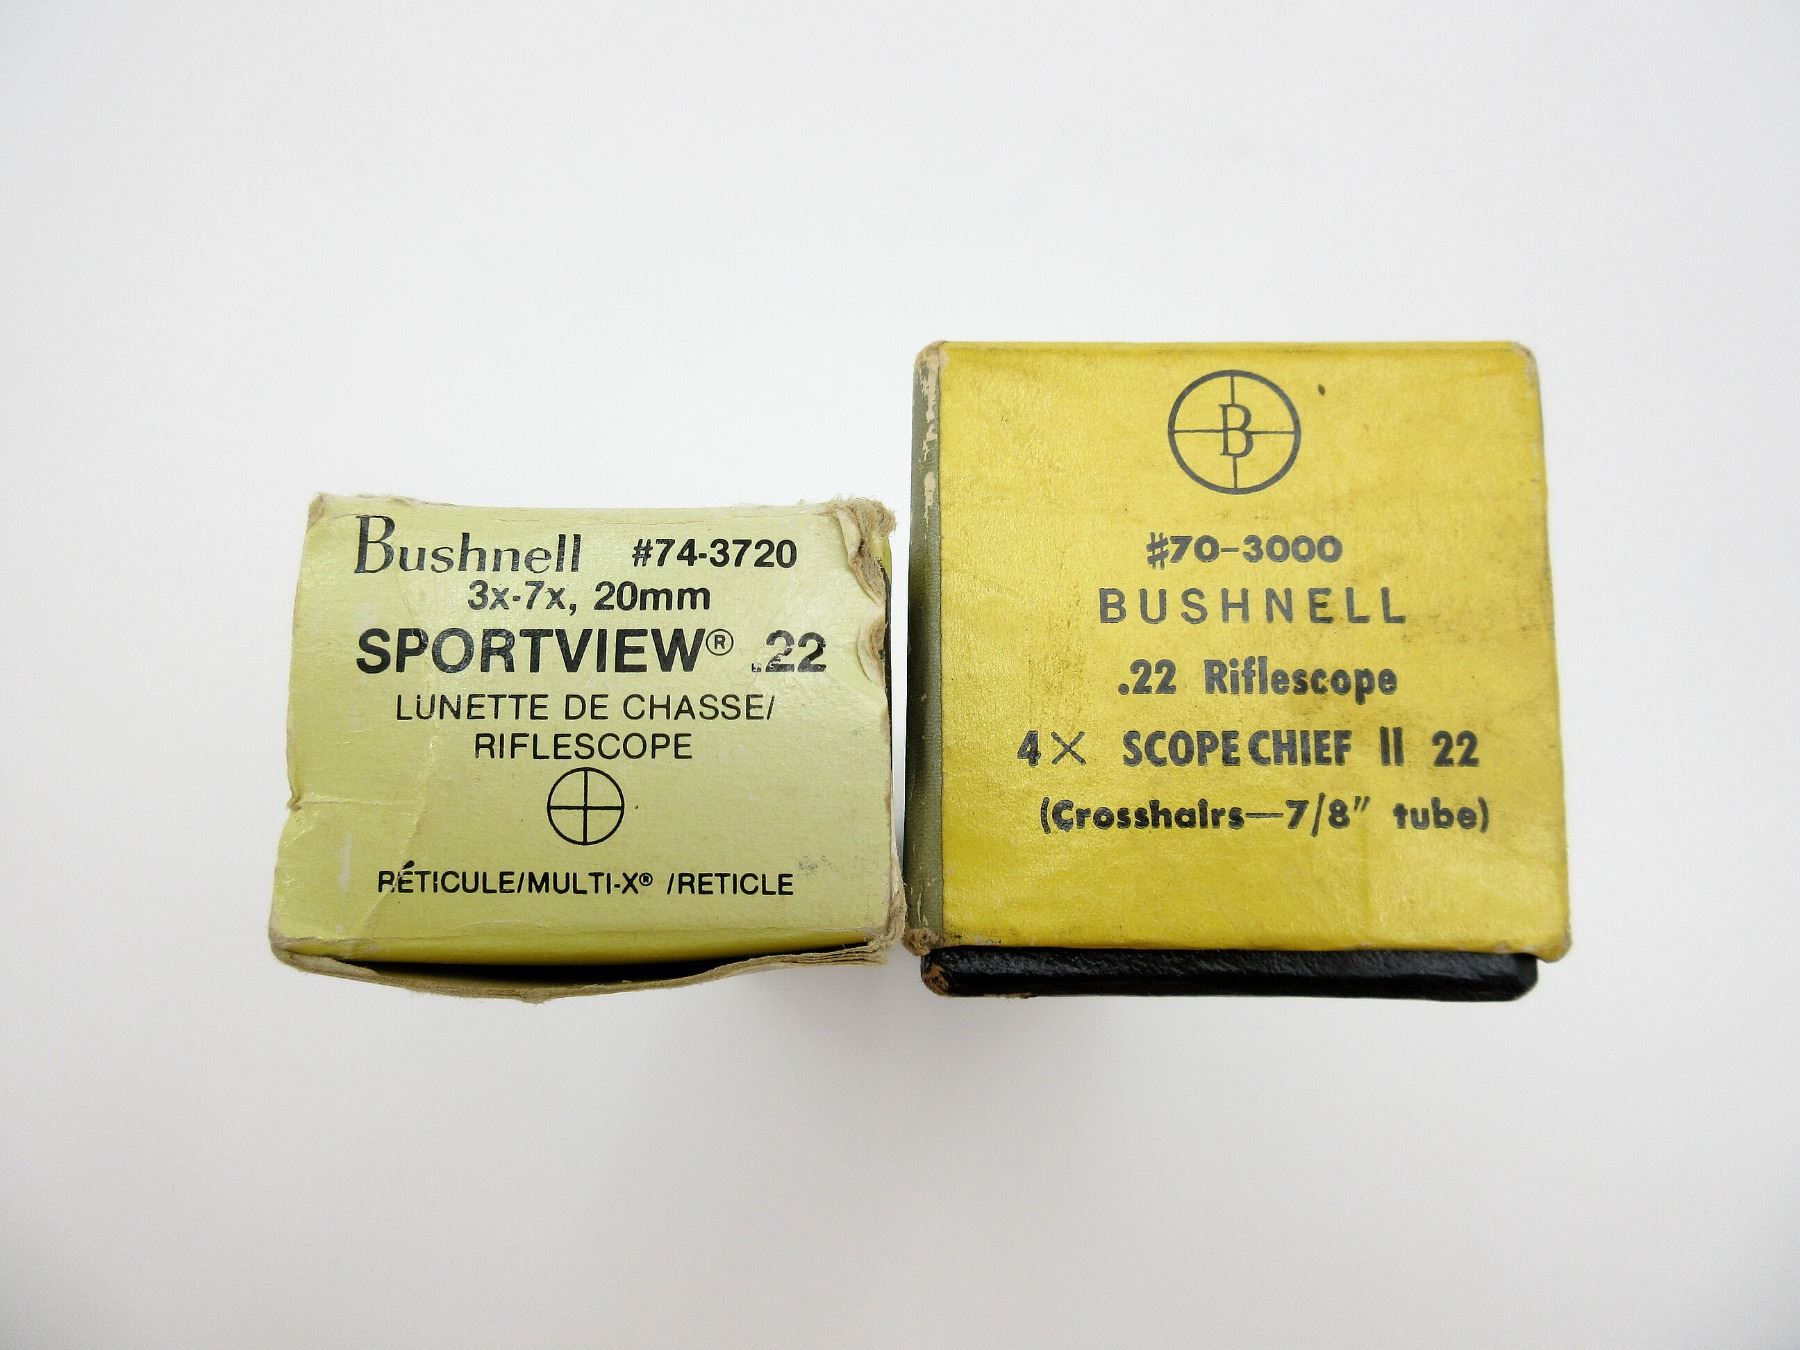 Bushnell #74-3720
3x-7x, 20mm
SPORTVIEW® .22
LUNETTE DE CHASSE/
RIFLESCOPE
RÉTICULE/MULTI-X® /RETICLE
B
#70-3000
BUSHNELL
.22 Riflescope
4X SCOPE CHIEF II 22
(Crosshairs—7/8" tube)